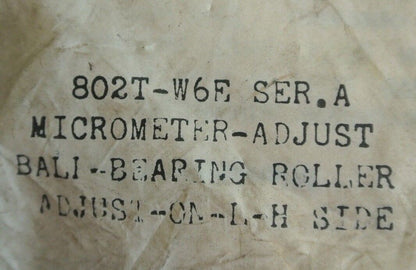 802T-W6E SER.A
MICROMETER-ADJUST
BALL-BEARING ROLLER
ADJUST-ON-L-H SIDE